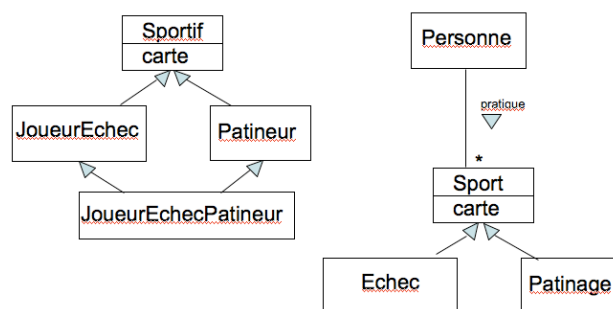 Sportif
carte
JoueurEchec
Patineur
JoueurEchecPatineur
Personne
pratique
*
Sport
carte
Echec
Patinage